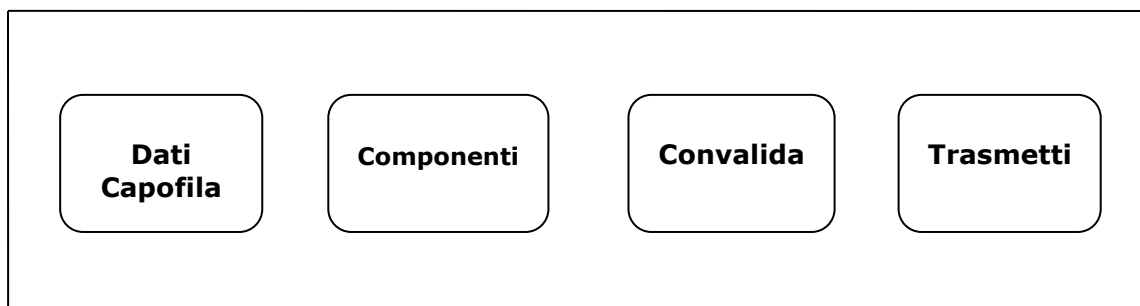 Dati
Capofila
Componenti
Convalida
Trasmetti